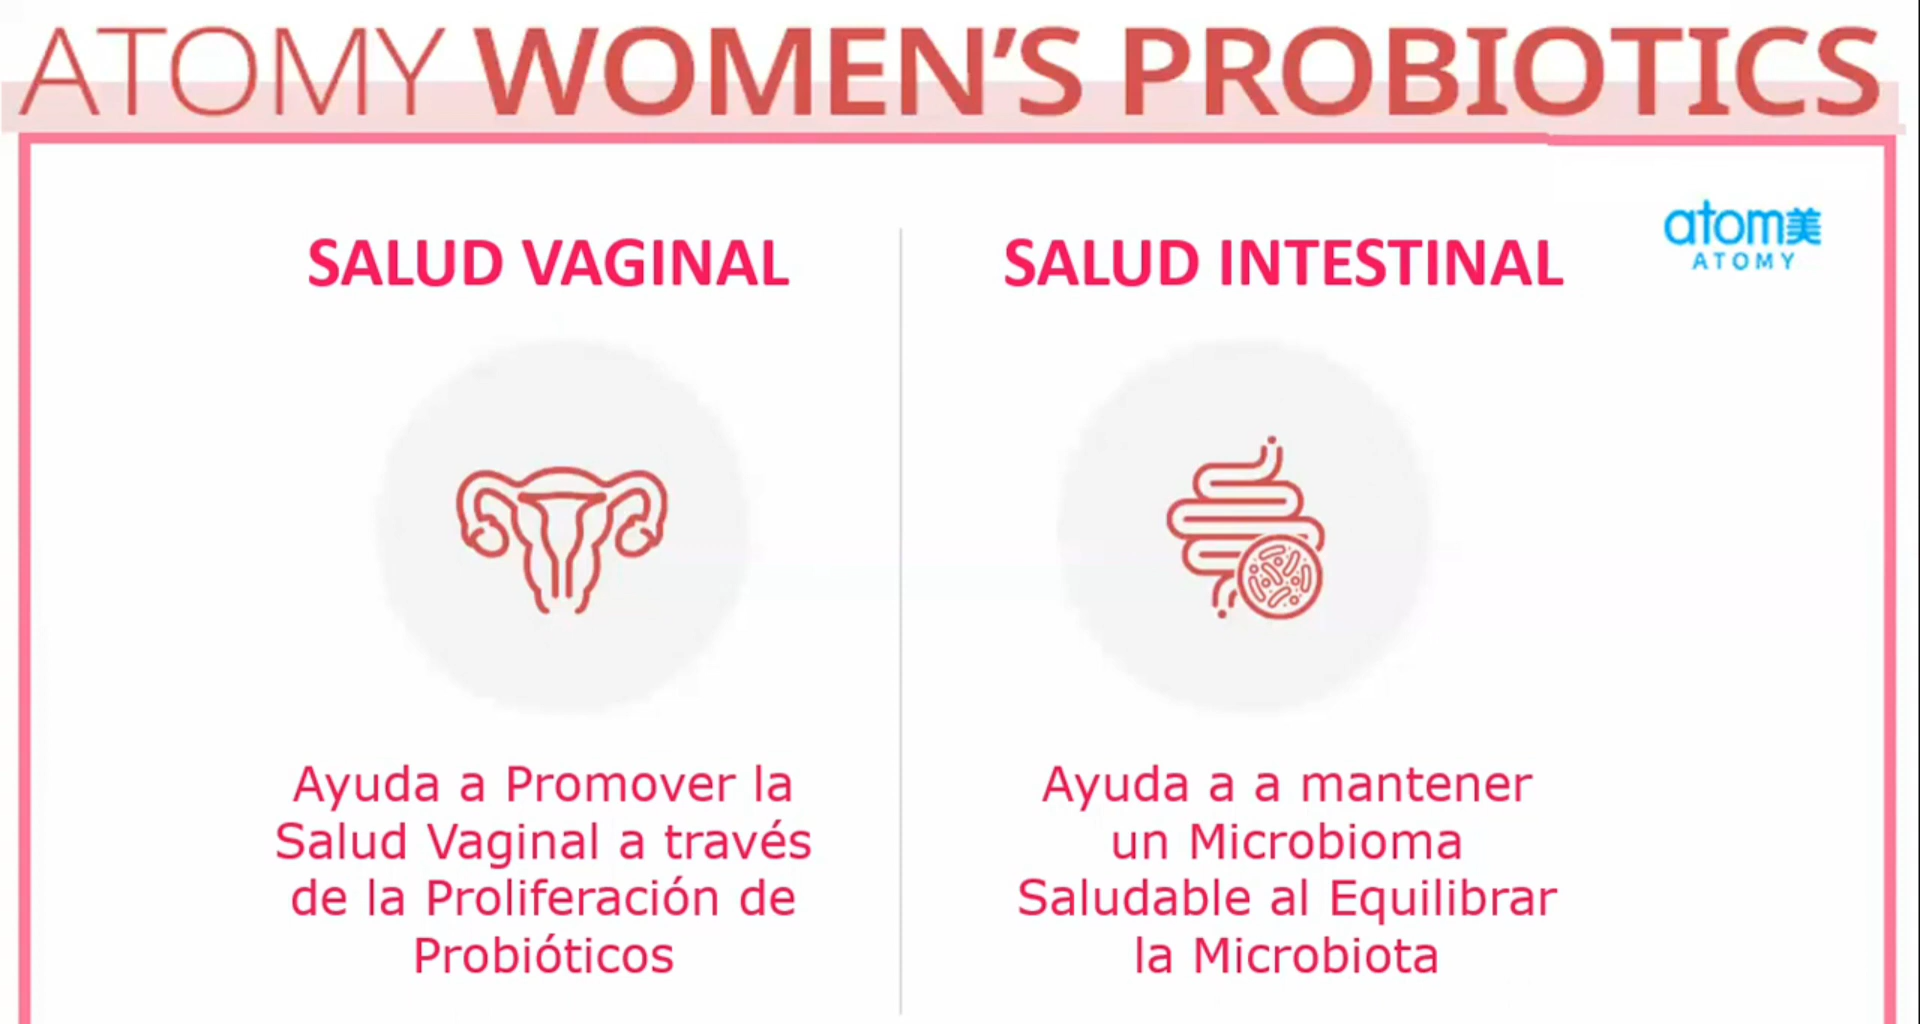 ATOMY WOMEN'S PROBIOTICS
atom美
ATOMY
SALUD VAGINAL
Ayuda a Promover la
Salud Vaginal a través
de la Proliferación de
Probióticos
SALUD INTESTINAL
Ayuda a a mantener
un Microbioma
Saludable al Equilibrar
la Microbiota